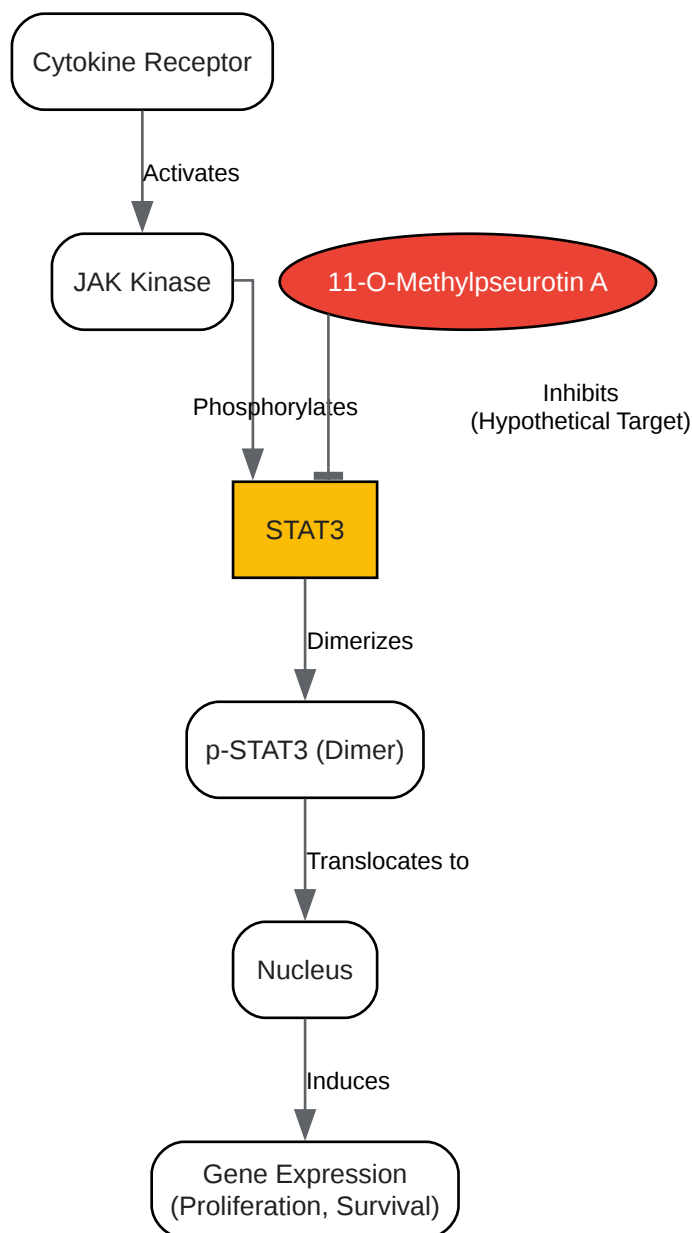 Cytokine Receptor
Activates
JAK Kinase
11-O-Methylpseurotin A
Phosphorylates
Inhibits
(Hypothetical Target)
STAT3
Dimerizes
p-STAT3 (Dimer)
Translocates to
Nucleus
Induces
Gene Expression
(Proliferation, Survival)